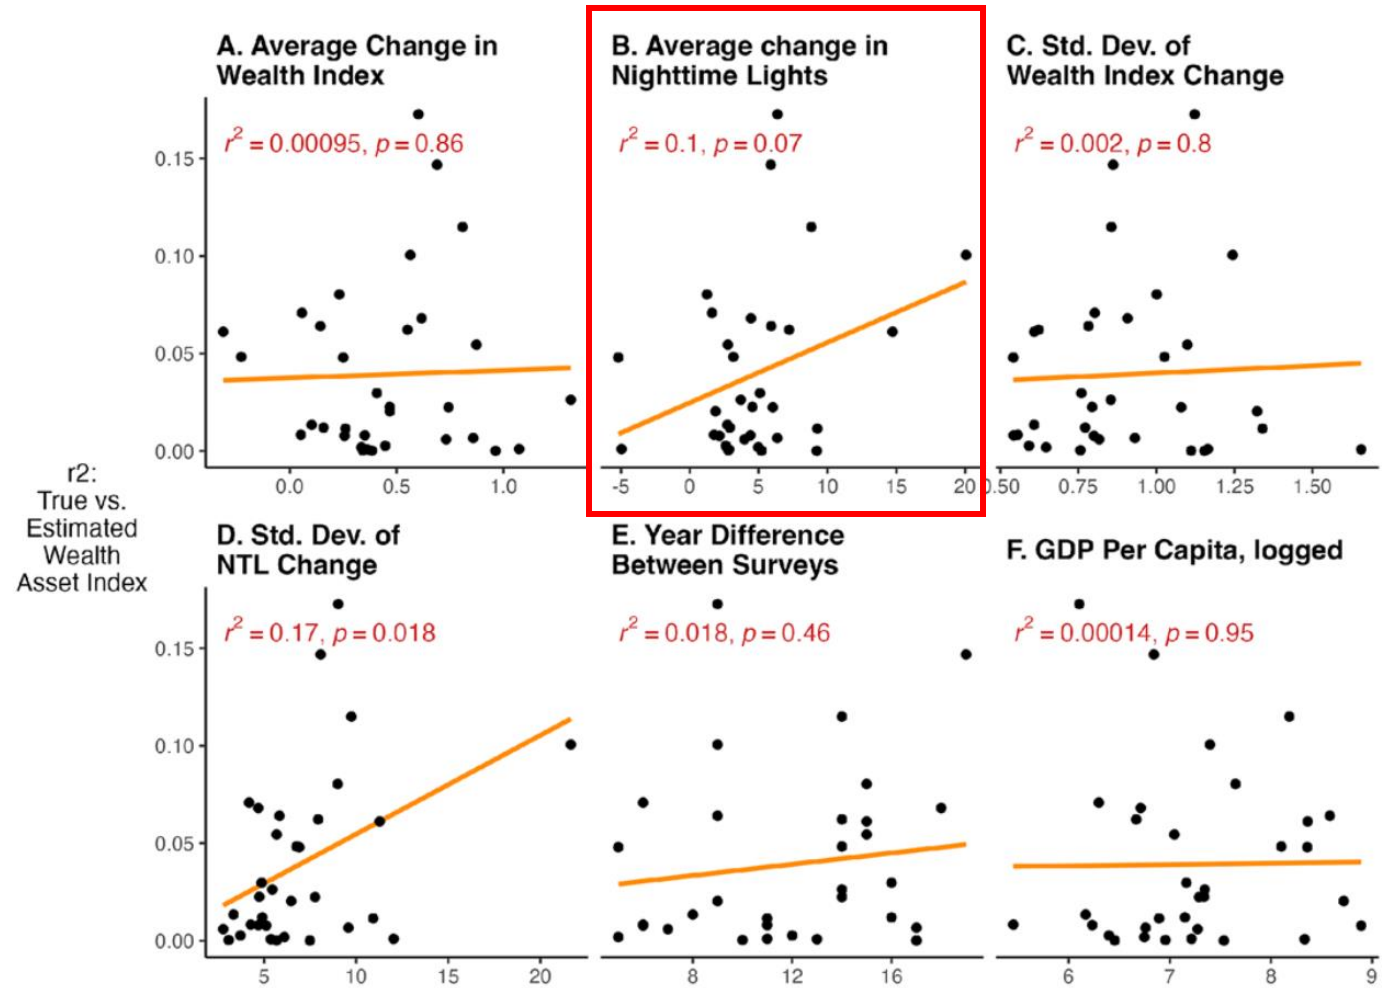 A. Average Change in
Wealth Index
r² = 0.00095, p = 0.86
0.15
0.10
0.05
0.00
0.0 0.5 1.0
B. Average change in
Nighttime Lights
r² = 0.1, p = 0.07
-5 0 5 10 15 20
C. Std. Dev. of
Wealth Index Change
r² = 0.002, p = 0.8
0.50 0.75 1.00 1.25 1.50
r2:
True vs.
Estimated
Wealth
Asset Index
D. Std. Dev. of
NTL Change
r² = 0.17, p = 0.018
0.15
0.10
0.05
0.00
5 10 15 20
E. Year Difference
Between Surveys
r² = 0.018, p = 0.46
8 12 16
F. GDP Per Capita, logged
r² = 0.00014, p = 0.95
6 7 8 9